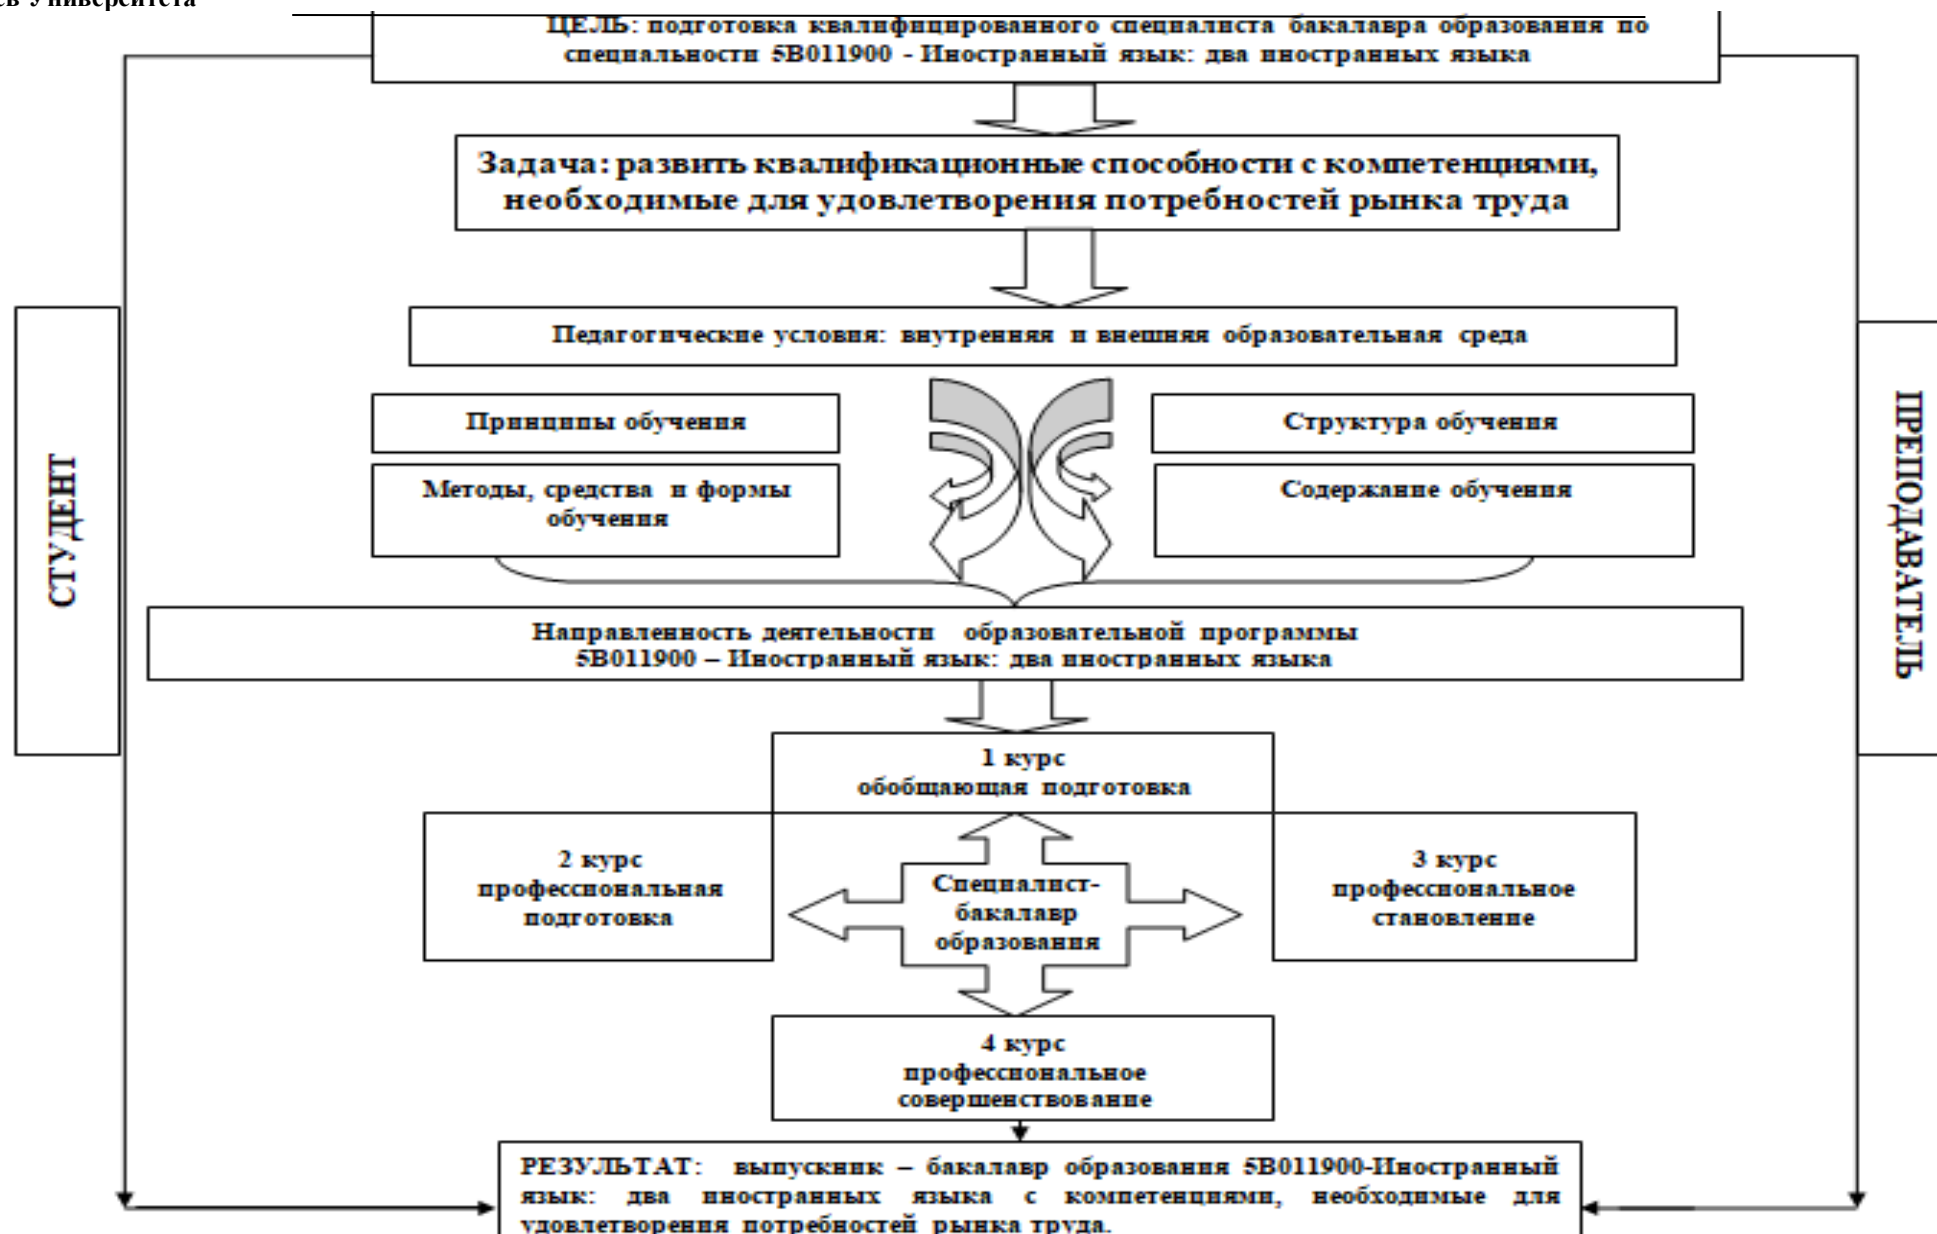 Университета
ЦЕЛЬ: подготовка квалифицированного специалиста бакалавра образования по
специальности 5В011900 - Иностранный язык: два иностранных языка
Задача: развить квалификационные способности с компетенциями,
необходимые для удовлетворения потребностей рынка труда
Педагогические условия: внутренняя и внешняя образовательная среда
Принципы обучения
Структура обучения
Методы, средства и формы
обучения
Содержание обучения
СТУДЕНТ
ПРЕПОДАВАТЕЛЬ
Направленность деятельности образовательной программы
5В011900 – Иностранный язык: два иностранных языка
1 курс
обобщающая подготовка
2 курс
профессиональная
подготовка
Специалист-
бакалавр
образования
3 курс
профессиональное
становление
4 курс
профессиональное
совершенствование
РЕЗУЛЬТАТ: выпускник – бакалавр образования 5В011900-Иностранный
язык: два иностранных языка с компетенциями, необходимые для
удовлетворения потребностей рынка труда.